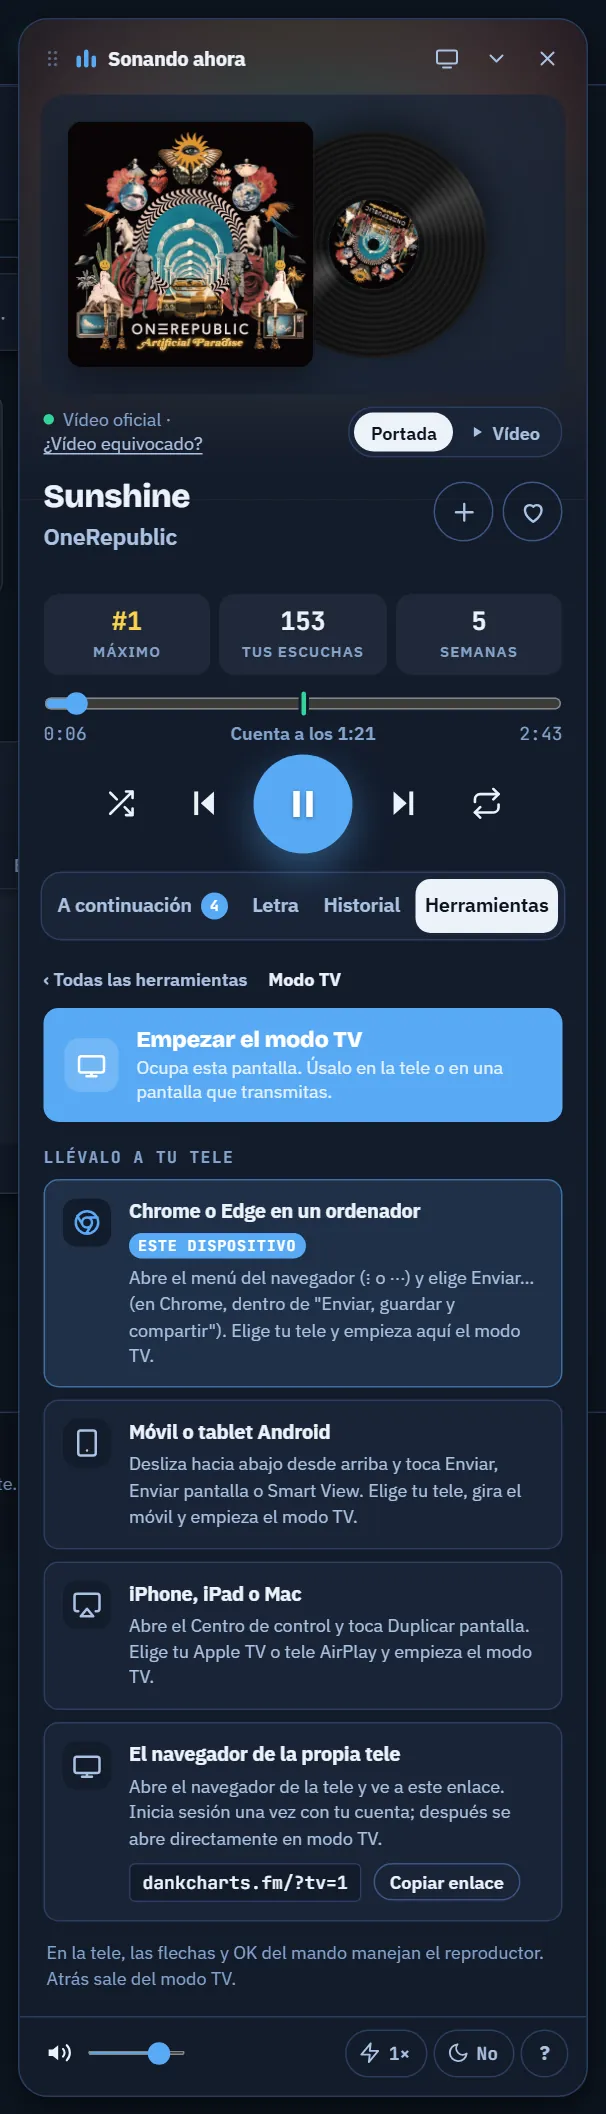 Sonando ahora
ONEREPUBLIC
Artificial Paradise
Vídeo oficial ·
¿Vídeo equivocado?
Portada
Vídeo
Sunshine
OneRepublic
#1
MÁXIMO
153
TUS ESCUCHAS
5
SEMANAS
0:06
Cuenta a los 1:21
2:43
A continuación 4
Letra
Historial
Herramientas
‹ Todas las herramientas
Modo TV
Empezar el modo TV
Ocupa esta pantalla. Úsalo en la tele o en una
pantalla que transmitas.
LLÉVALO A TU TELE
Chrome o Edge en un ordenador
ESTE DISPOSITIVO
Abre el menú del navegador (⋮ o ⋯) y elige Enviar...
(en Chrome, dentro de "Enviar, guardar y
compartir"). Elige tu tele y empieza aquí el modo
TV.
Móvil o tablet Android
Desliza hacia abajo desde arriba y toca Enviar,
Enviar pantalla o Smart View. Elige tu tele, gira el
móvil y empieza el modo TV.
iPhone, iPad o Mac
Abre el Centro de control y toca Duplicar pantalla.
Elige tu Apple TV o tele AirPlay y empieza el modo
TV.
El navegador de la propia tele
Abre el navegador de la tele y ve a este enlace.
Inicia sesión una vez con tu cuenta; después se
abre directamente en modo TV.
dankcharts.fm/?tv=1
Copiar enlace
En la tele, las flechas y OK del mando manejan el reproductor.
Atrás sale del modo TV.
1×
No
?
te.